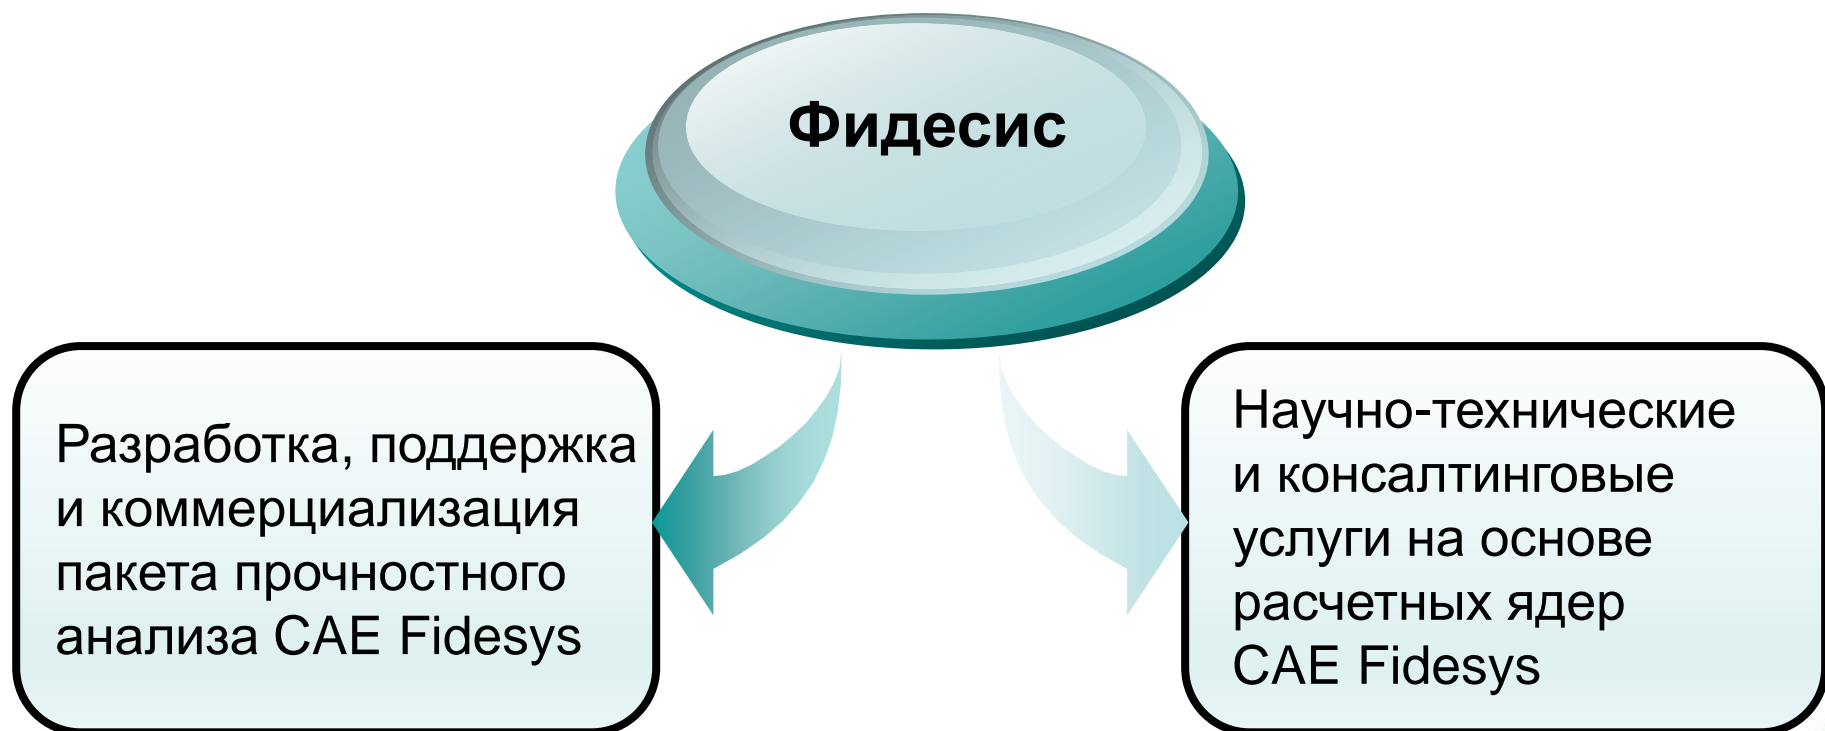 Фидесис
Разработка, поддержка
и коммерциализация
пакета прочностного
анализа CAE Fidesys
Научно-технические
и консалтинговые
услуги на основе
расчетных ядер
CAE Fidesys